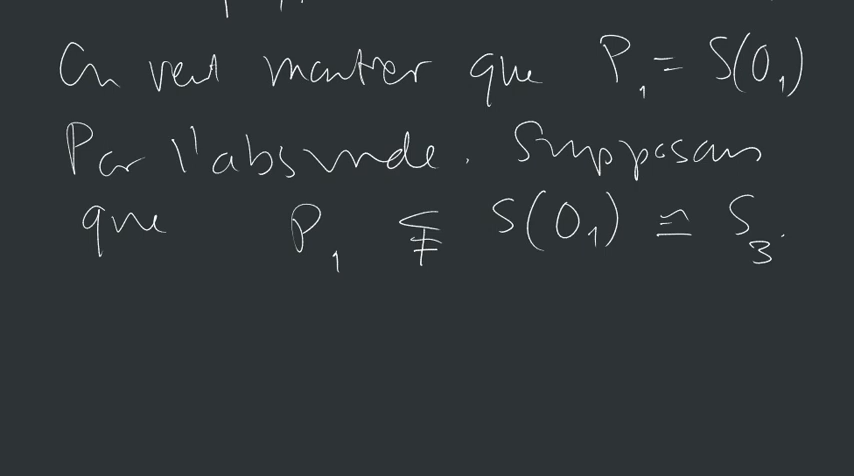 On veut montrer que P₁ = S(O₁)
Par l'absurde. Supposons
que P₁ ⊊ S(O₁) ≃ S₃.